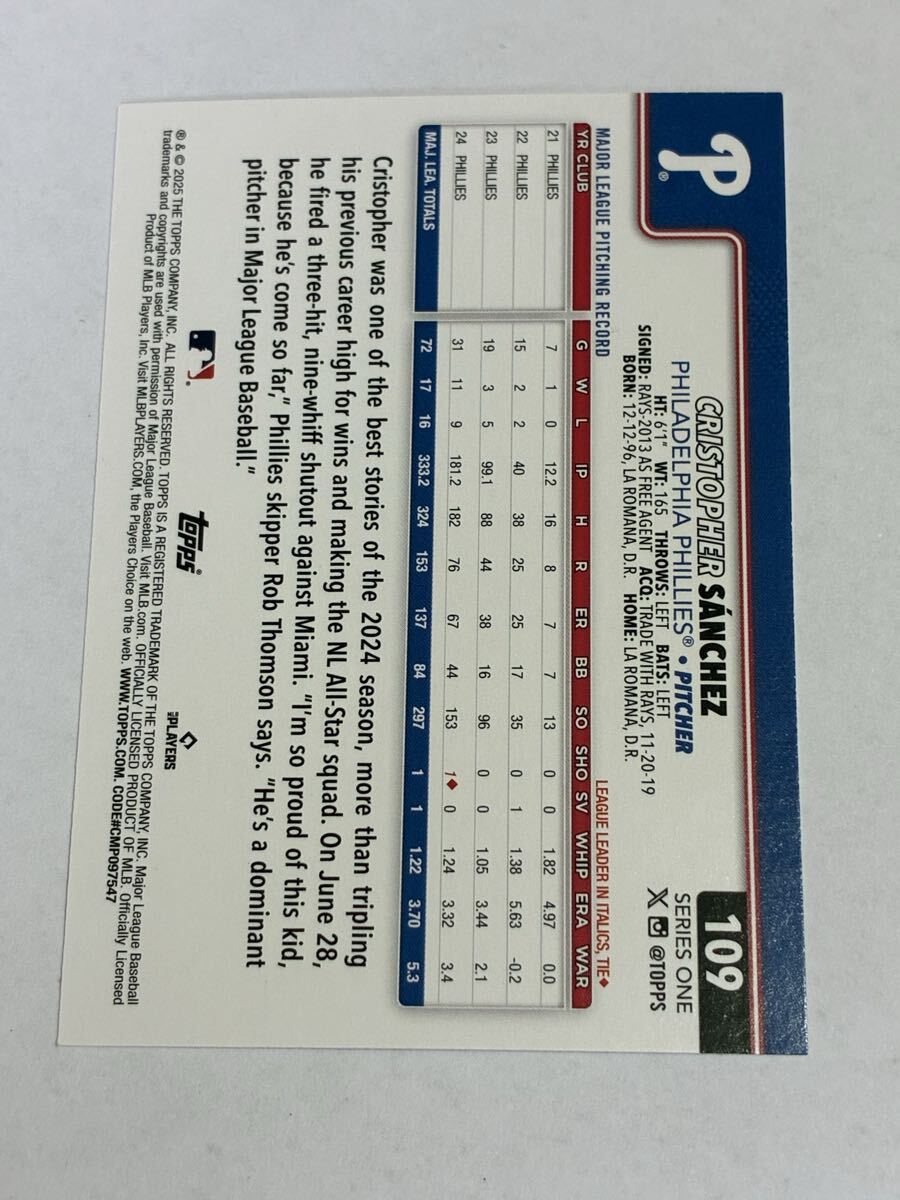 P®
109
CRISTOPHER SÁNCHEZ
PHILADELPHIA PHILLIES® • PITCHER
SERIES ONE
HT: 6'1" WT: 165 THROWS: LEFT BATS: LEFT
@TOPPS
SIGNED: RAYS-2013 AS FREE AGENT ACQ: TRADE WITH RAYS, 11-20-19
BORN: 12-12-96, LA ROMANA, D.R. HOME: LA ROMANA, D.R.
MAJOR LEAGUE PITCHING RECORD LEAGUE LEADER IN ITALICS, TIE♦
YR CLUB G W L IP H R ER BB SO SHO SV WHIP ERA WAR
21 PHILLIES 7 1 0 12.2 16 8 7 7 13 0 0 1.82 4.97 0.0
22 PHILLIES 15 2 2 40 38 25 25 17 35 0 1 1.38 5.63 -0.2
23 PHILLIES 19 3 5 99.1 88 44 38 16 96 0 0 1.05 3.44 2.1
24 PHILLIES 31 11 9 181.2 182 76 67 44 153 1♦ 0 1.24 3.32 3.4
MAJ. LEA. TOTALS 72 17 16 333.2 324 153 137 84 297 1 1 1.22 3.70 5.3
Cristopher was one of the best stories of the 2024 season, more than tripling
his previous career high for wins and making the NL All-Star squad. On June 28,
he fired a three-hit, nine-whiff shutout against Miami. "I'm so proud of this kid,
because he's come so far," Phillies skipper Rob Thomson says. "He's a dominant
pitcher in Major League Baseball."
topps®
MLB PLAYERS
® & © 2025 THE TOPPS COMPANY, INC. ALL RIGHTS RESERVED. TOPPS IS A REGISTERED TRADEMARK OF THE TOPPS COMPANY, INC. Major League Baseball
trademarks and copyrights are used with permission of Major League Baseball. Visit MLB.com. OFFICIALLY LICENSED PRODUCT OF MLB. Officially Licensed
Product of MLB Players, Inc. Visit MLBPLAYERS.COM, the Players Choice on the web. WWW.TOPPS.COM. CODE#CMP097547